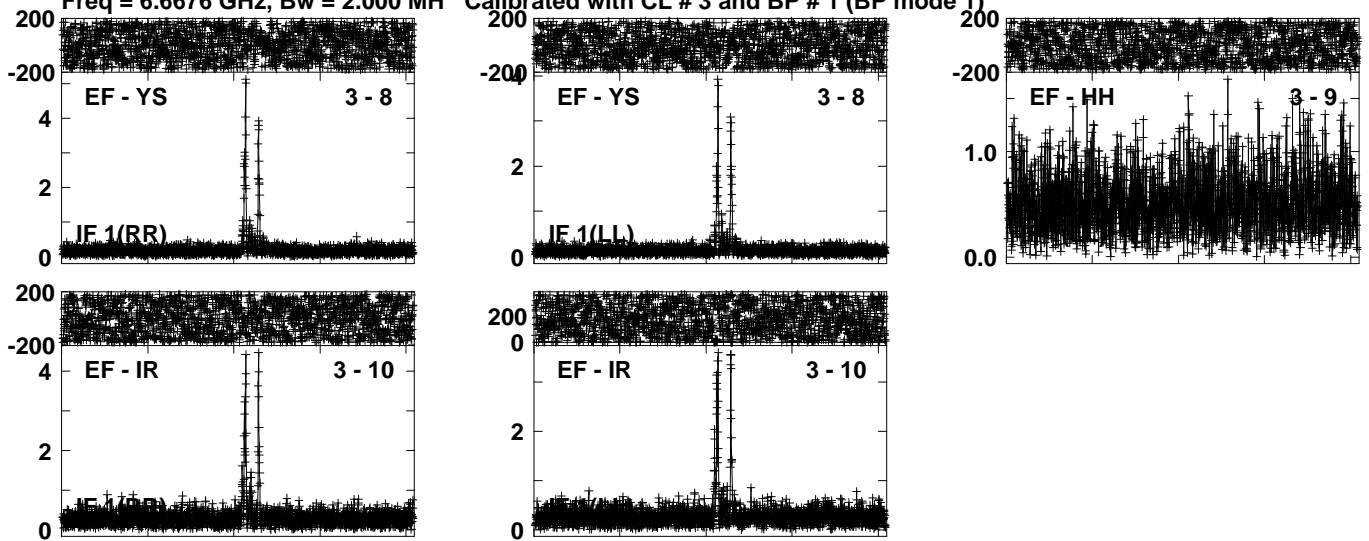 Freq = 6.6676 GHz, Bw = 2.000 MH Calibrated with CL # 3 and BP # 1 (BP mode 1)
200
-200
EF - YS 3 - 8
4
2
0
IF 1(RR)
-200
4
EF - YS 3 - 8
2
0
IF 1(LL)
200
-200
EF - HH 3 - 9
1.0
0.0
200
-200
EF - IR 3 - 10
4
2
0
IF 1(RR)
200
0
EF - IR 3 - 10
2
0